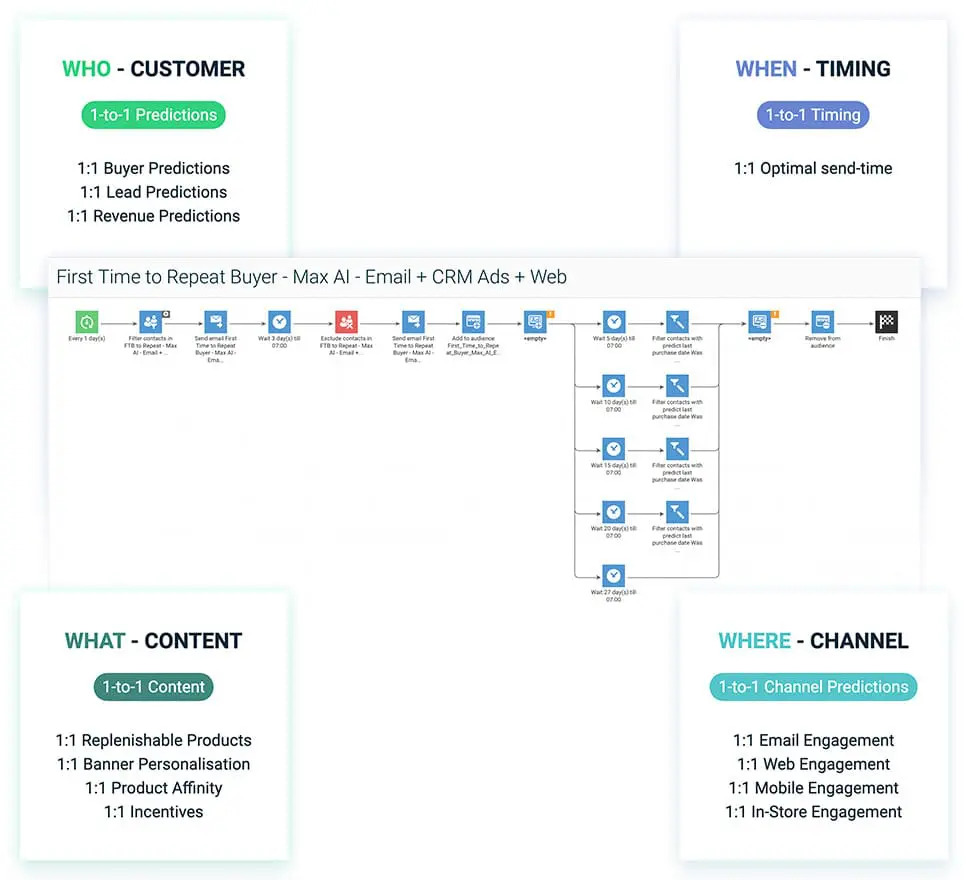 WHO - CUSTOMER
1-to-1 Predictions
1:1 Buyer Predictions
1:1 Lead Predictions
1:1 Revenue Predictions
WHEN - TIMING
1-to-1 Timing
1:1 Optimal send-time
First Time to Repeat Buyer - Max AI - Email + CRM Ads + Web
Every 1 day(s)
Filter contacts in
FTB to Repeat - Max
AI - Email + ...
Send email First
Time to Repeat
Buyer - Max AI -
Ema...
Wait 3 day(s) till
07:00
Exclude contacts in
FTB to Repeat - Max
AI - Email + ...
Send email First
Time to Repeat
Buyer - Max AI -
Ema...
Add to audience
First_Time_to_Repe
at_Buyer_Max_AI_E...
<empty>
Wait 5 day(s) till
07:00
Filter contacts with
predict last
purchase date Was
...
<empty>
Remove from
audience
Finish
Wait 10 day(s) till
07:00
Filter contacts with
predict last
purchase date Was
...
Wait 15 day(s) till
07:00
Filter contacts with
predict last
purchase date Was
...
Wait 20 day(s) till
07:00
Filter contacts with
predict last
purchase date Was
...
Wait 27 day(s) till
07:00
WHAT - CONTENT
1-to-1 Content
1:1 Replenishable Products
1:1 Banner Personalisation
1:1 Product Affinity
1:1 Incentives
WHERE - CHANNEL
1-to-1 Channel Predictions
1:1 Email Engagement
1:1 Web Engagement
1:1 Mobile Engagement
1:1 In-Store Engagement